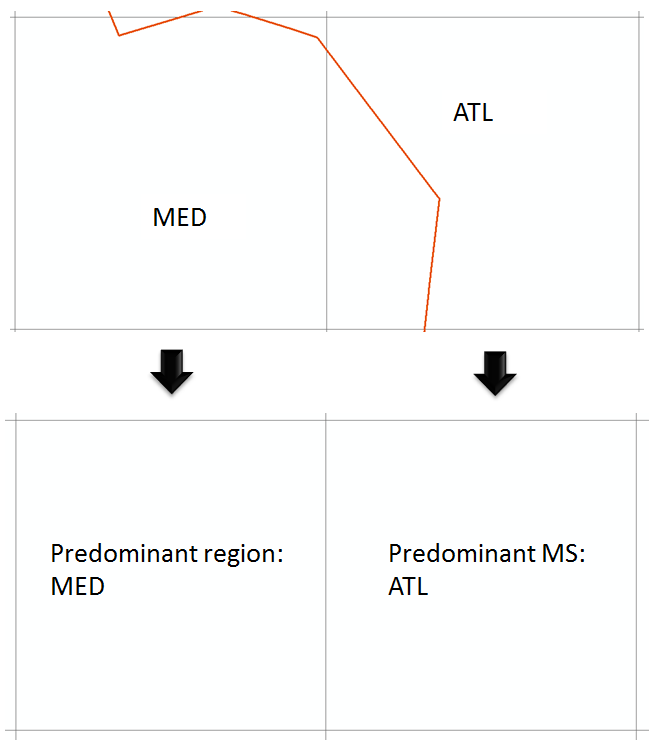 ATL
MED
Predominant region:
MED
Predominant MS:
ATL